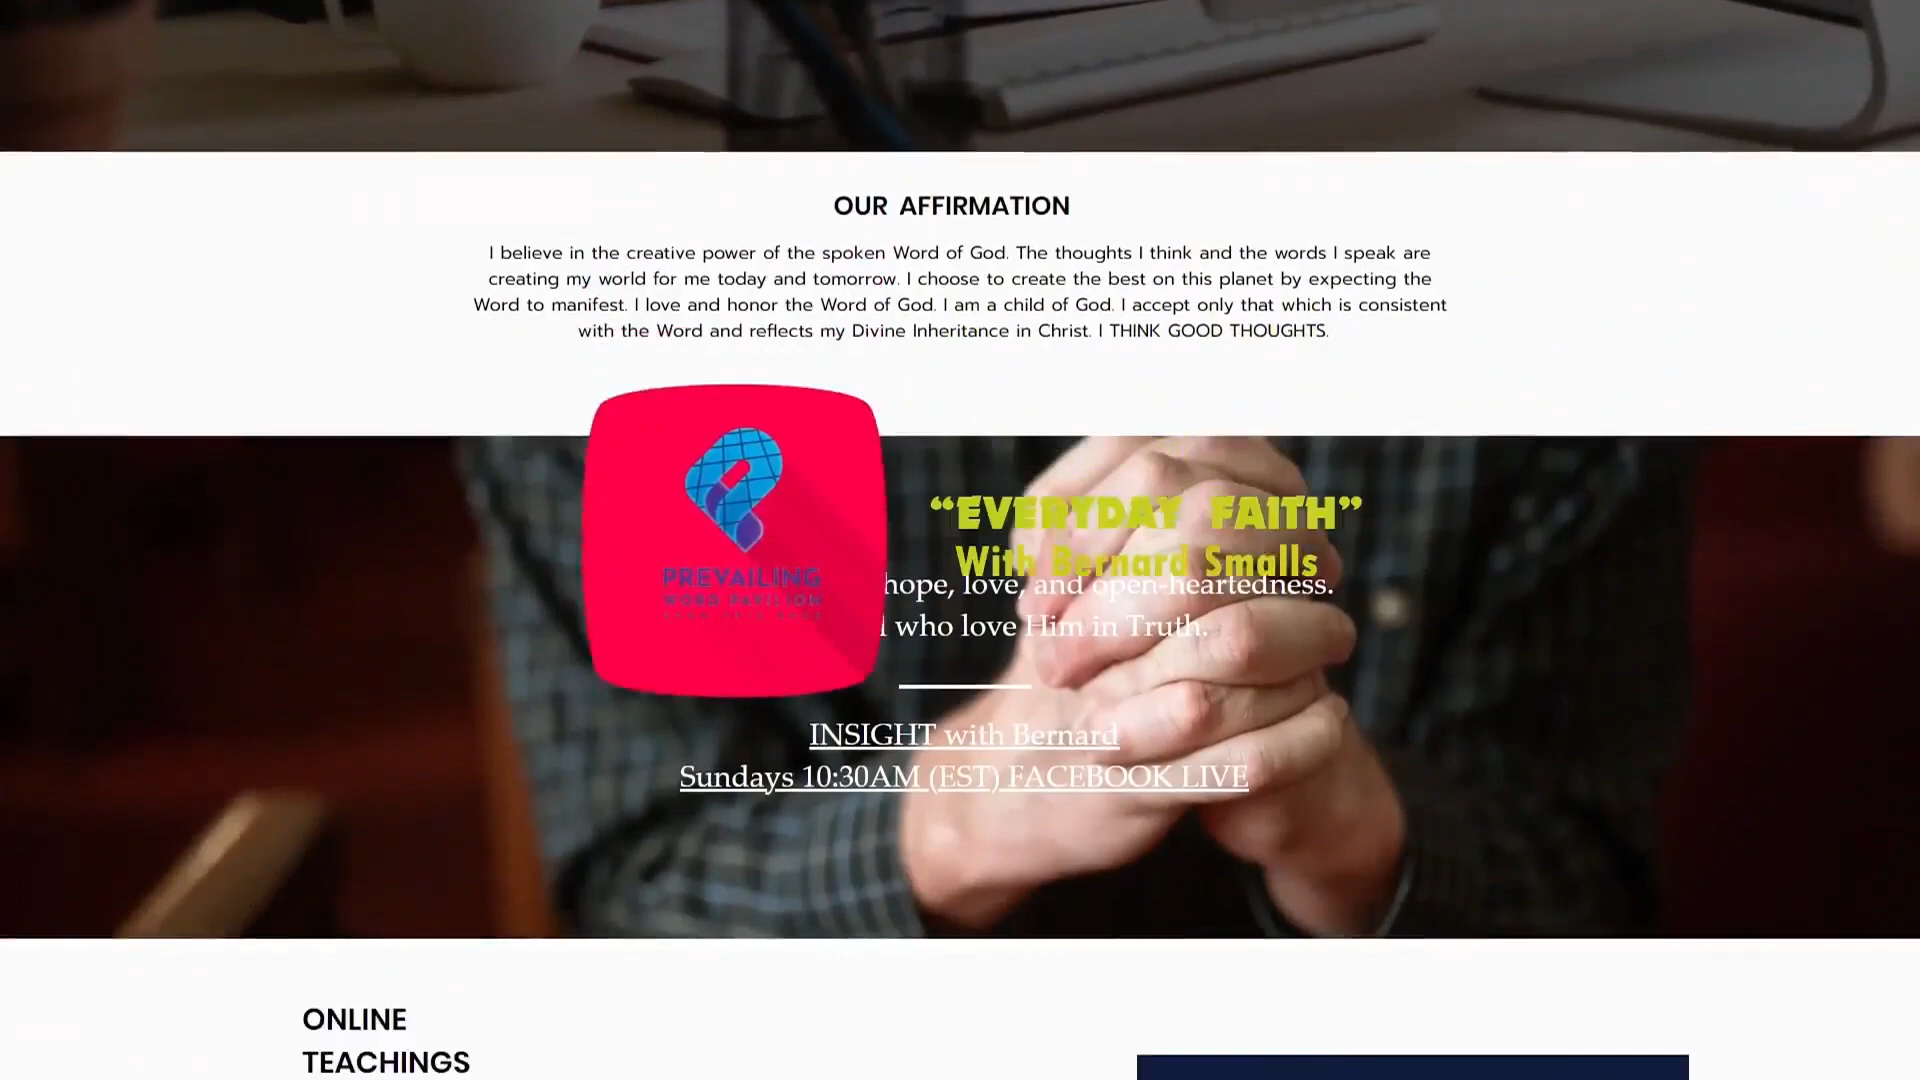 OUR AFFIRMATION
I believe in the creative power of the spoken Word of God. The thoughts I think and the words I speak are
creating my world for me today and tomorrow. I choose to create the best on this planet by expecting the
Word to manifest. I love and honor the Word of God. I am a child of God. I accept only that which is consistent
with the Word and reflects my Divine Inheritance in Christ. I THINK GOOD THOUGHTS.
“EVERYDAY FAITH”
With Bernard Smalls
PREVAILING
WORD PAVILION
hope, love, and open-heartedness.
who love Him in Truth.
INSIGHT with Bernard
Sundays 10:30AM (EST) FACEBOOK LIVE
ONLINE
TEACHINGS